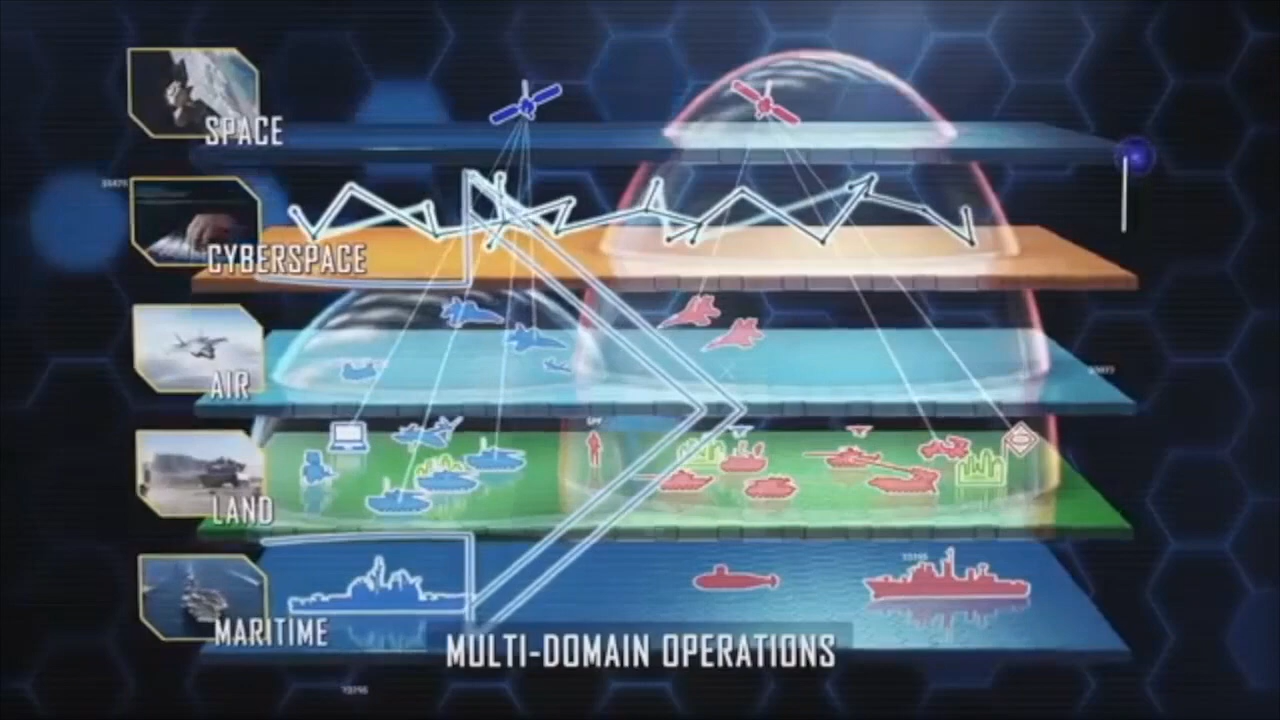 SPACE
CYBERSPACE
AIR
LAND
MARITIME
MULTI-DOMAIN OPERATIONS